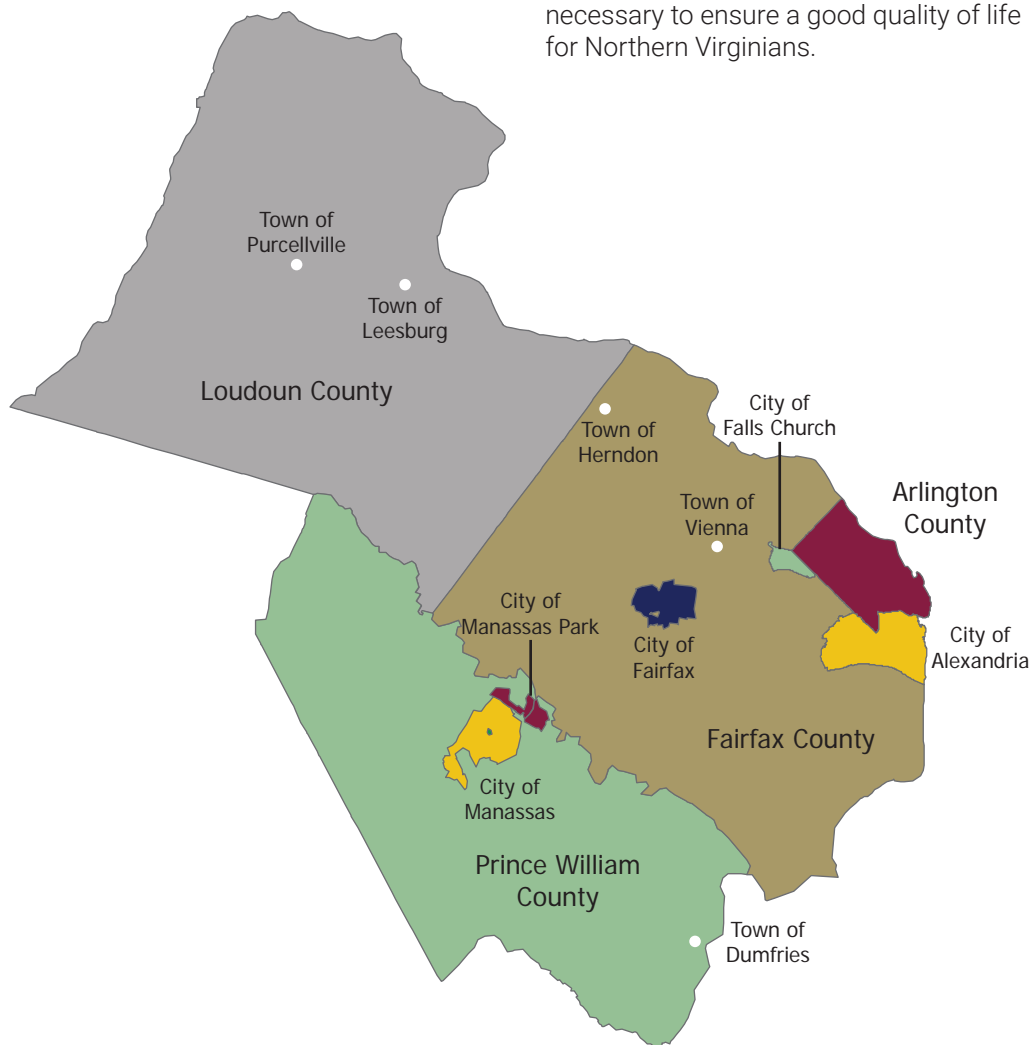 necessary to ensure a good quality of life
for Northern Virginians.
Town of
Purcellville
Town of
Leesburg
Loudoun County
Town of
Herndon
City of
Falls Church
Town of
Vienna
Arlington
County
City of
Manassas Park
City of
Fairfax
City of
Alexandria
Fairfax County
City of
Manassas
Prince William
County
Town of
Dumfries